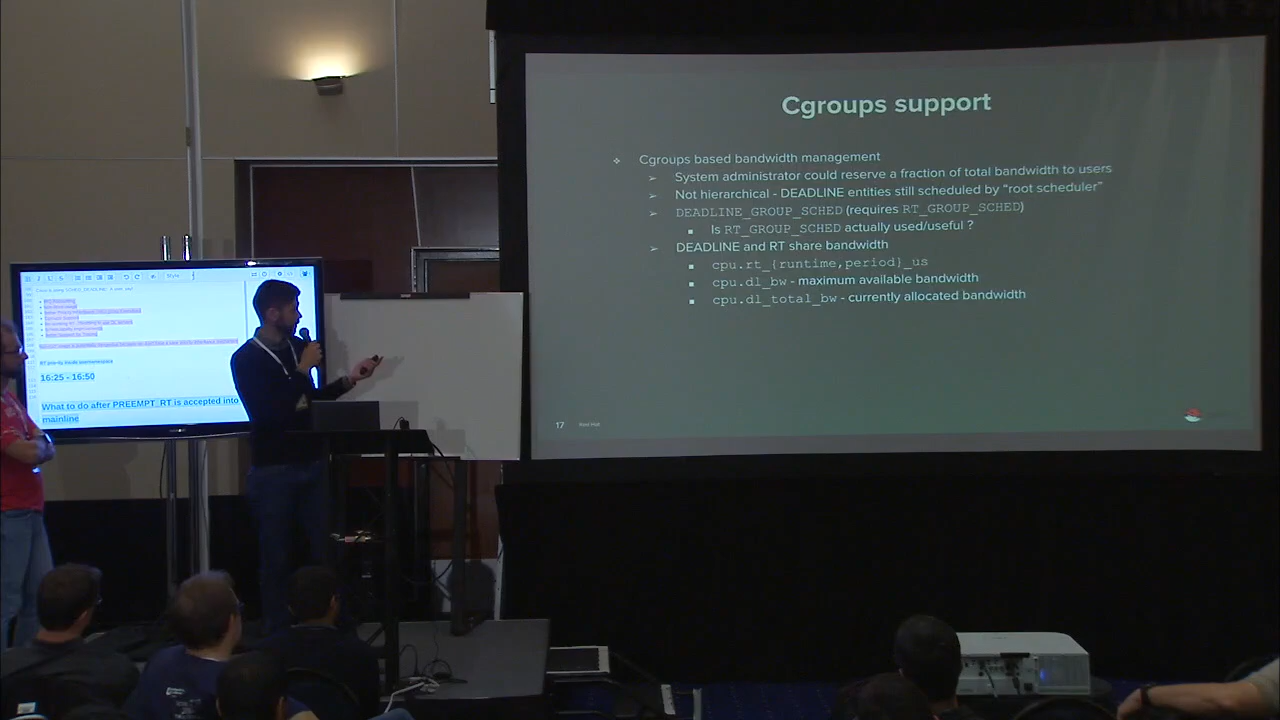 Cgroups support
❖ Cgroups based bandwidth management
➢ System administrator could reserve a fraction of total bandwidth to users
➢ Not hierarchical - DEADLINE entities still scheduled by “root scheduler”
➢ DEADLINE_GROUP_SCHED (requires RT_GROUP_SCHED)
■ Is RT_GROUP_SCHED actually used/useful ?
➢ DEADLINE and RT share bandwidth
■ cpu.rt_{runtime,period}_us
■ cpu.dl_bw - maximum available bandwidth
■ cpu.dl_total_bw - currently allocated bandwidth
17 Red Hat
Style
16:25 - 16:50
What to do after PREEMPT_RT is accepted into
mainline